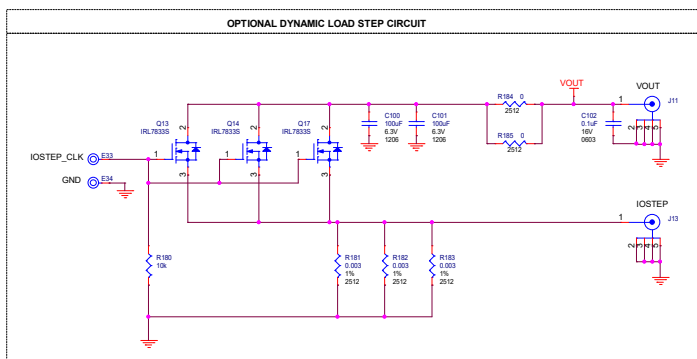 OPTIONAL DYNAMIC LOAD STEP CIRCUIT
VOUT
R184 0
2512
VOUT
1
J11
2 3 4 5
R185 0
2512
C102
0.1uF
16V
0603
C100
100uF
6.3V
1206
C101
100uF
6.3V
1206
Q13
IRL7833S
Q14
IRL7833S
Q17
IRL7833S
2
2
2
1
1
1
3
3
3
IOSTEP_CLK
E33
GND
E34
IOSTEP
1
J13
2 3 4 5
R180
10k
R181
0.003
1%
2512
R182
0.003
1%
2512
R183
0.003
1%
2512